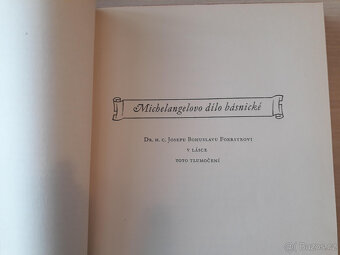 Michelangelovo dílo básnické
Dr. h. c. Josefu Bohuslavu Foersterovi
v lásce
toto tlumočení